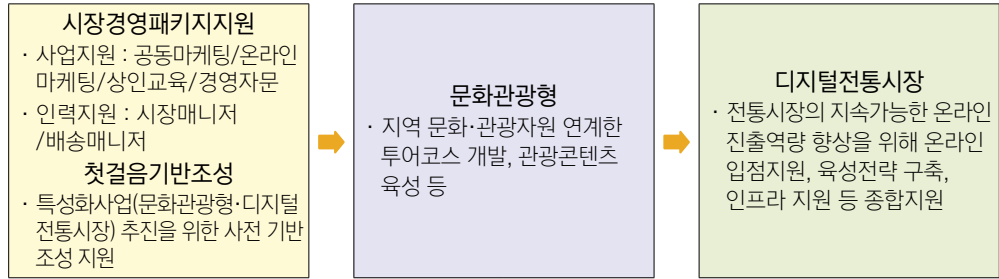 시장경영패키지지원
· 사업지원 : 공동마케팅/온라인
마케팅/상인교육/경영자문
· 인력지원 : 시장매니저
/배송매니저
첫걸음기반조성
· 특성화사업(문화관광형·디지털
전통시장) 추진을 위한 사전 기반
조성 지원
문화관광형
· 지역 문화·관광자원 연계한
투어코스 개발, 관광콘텐츠
육성 등
디지털전통시장
· 전통시장의 지속가능한 온라인
진출역량 향상을 위해 온라인
입점지원, 육성전략 구축,
인프라 지원 등 종합지원